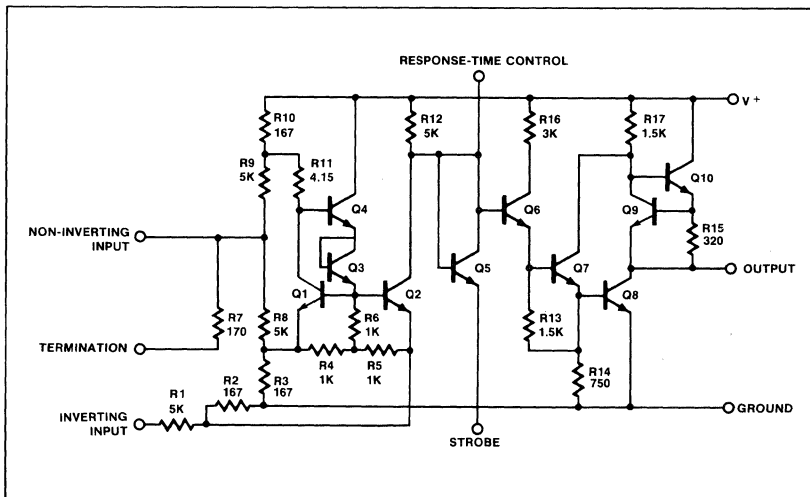 RESPONSE-TIME CONTROL
V+
R10
167
R12
5K
R16
3K
R17
1.5K
R9
5K
R11
4.15
Q4
Q10
Q6
Q9
R15
320
NON-INVERTING
INPUT
Q3
Q5
Q7
OUTPUT
Q1
Q2
Q8
R7
170
R8
5K
R6
1K
R13
1.5K
TERMINATION
R4
1K
R5
1K
R14
750
R1
5K
R2
167
R3
167
INVERTING
INPUT
GROUND
STROBE